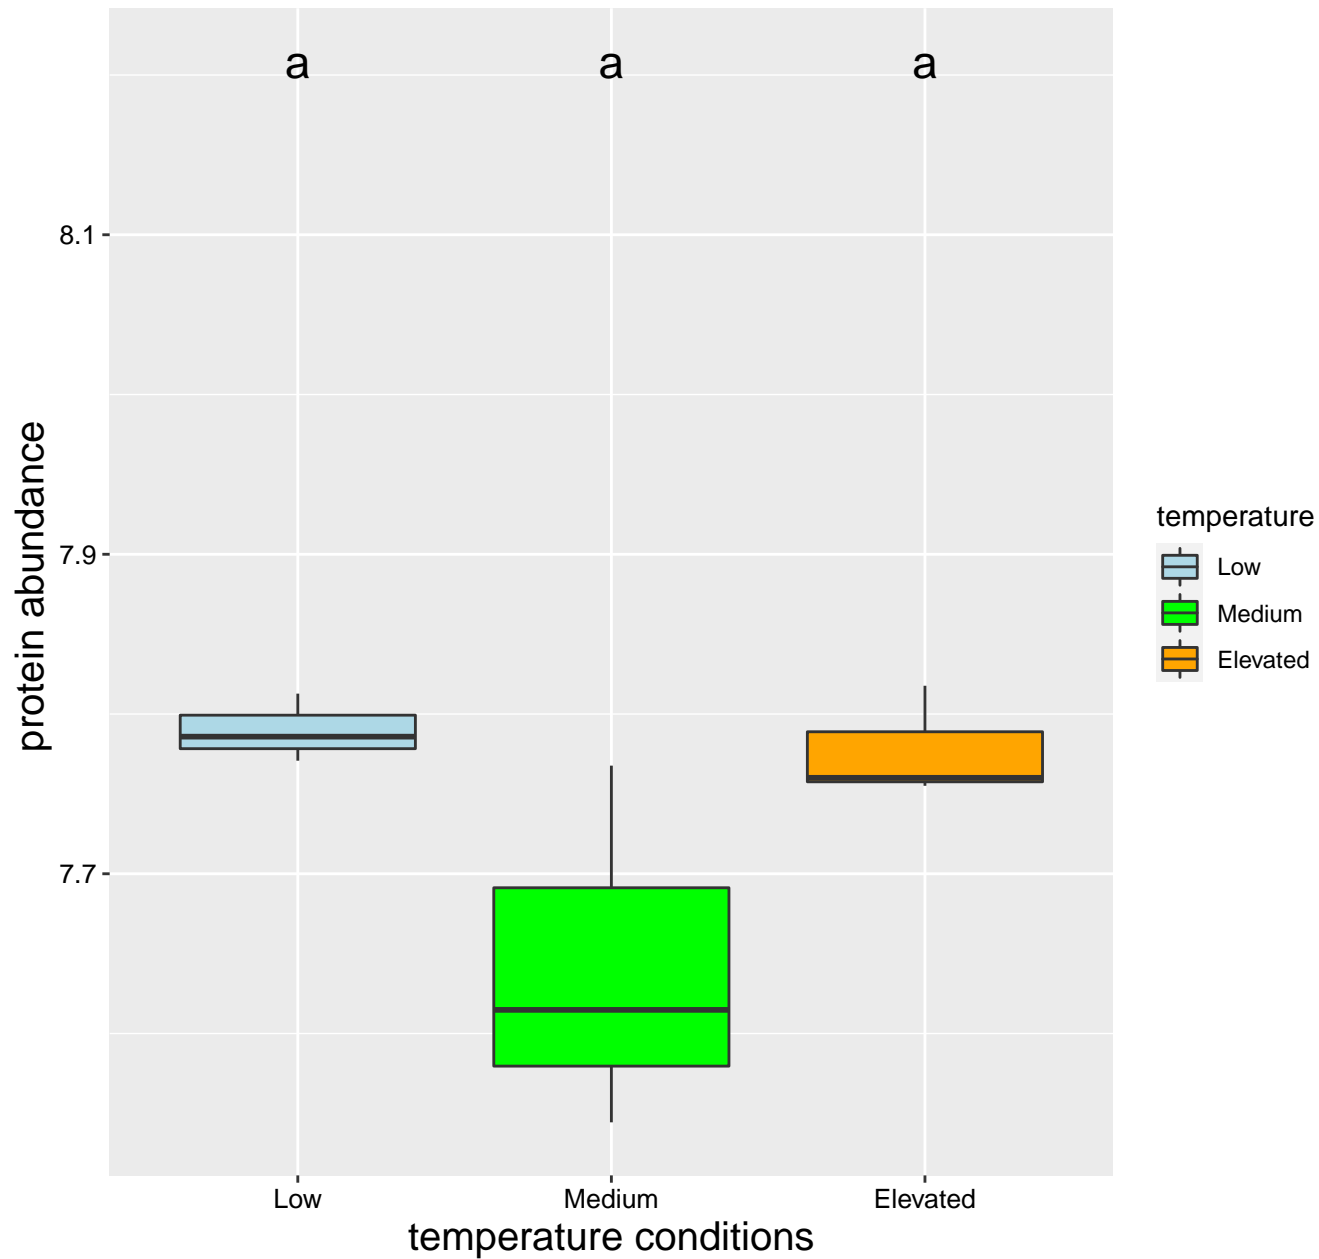 a a a
8.1
7.9
7.7
protein abundance
Low Medium Elevated
temperature conditions
temperature
Low
Medium
Elevated